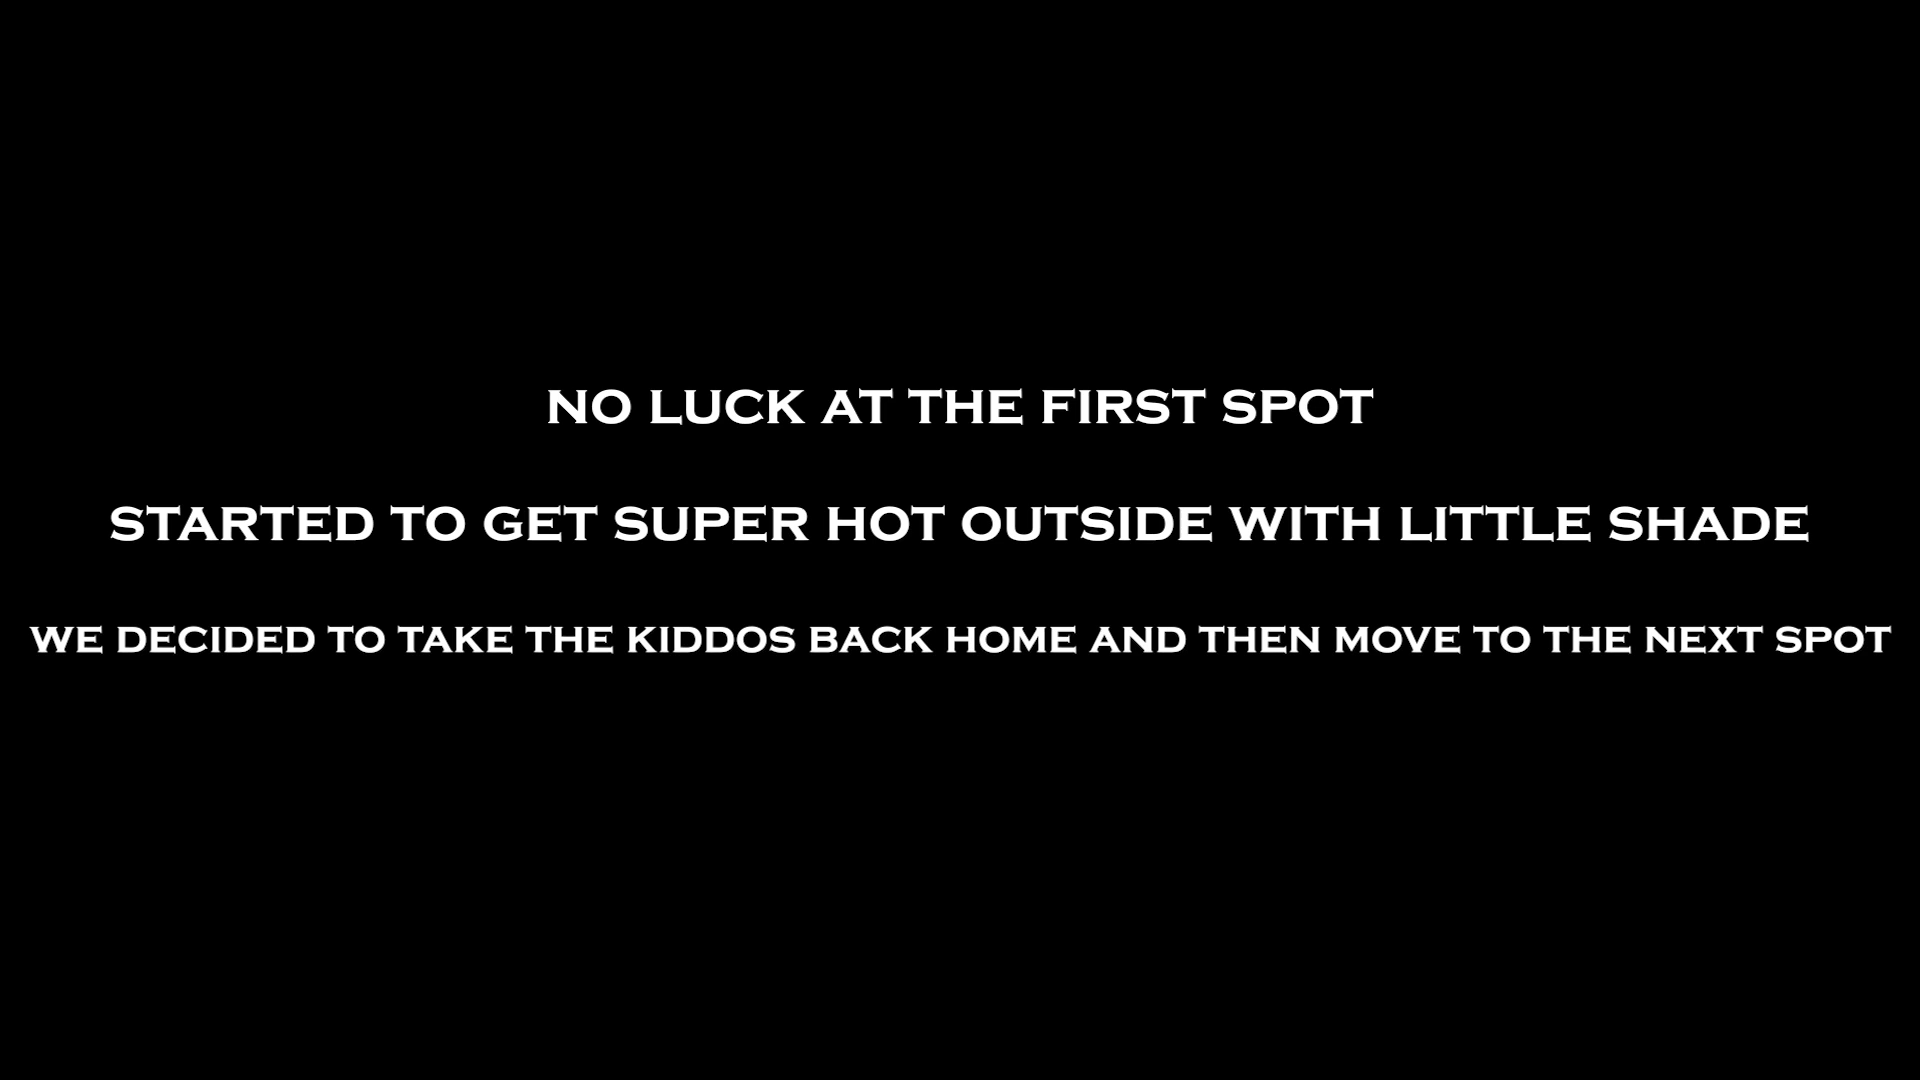 NO LUCK AT THE FIRST SPOT
STARTED TO GET SUPER HOT OUTSIDE WITH LITTLE SHADE
WE DECIDED TO TAKE THE KIDDOS BACK HOME AND THEN MOVE TO THE NEXT SPOT